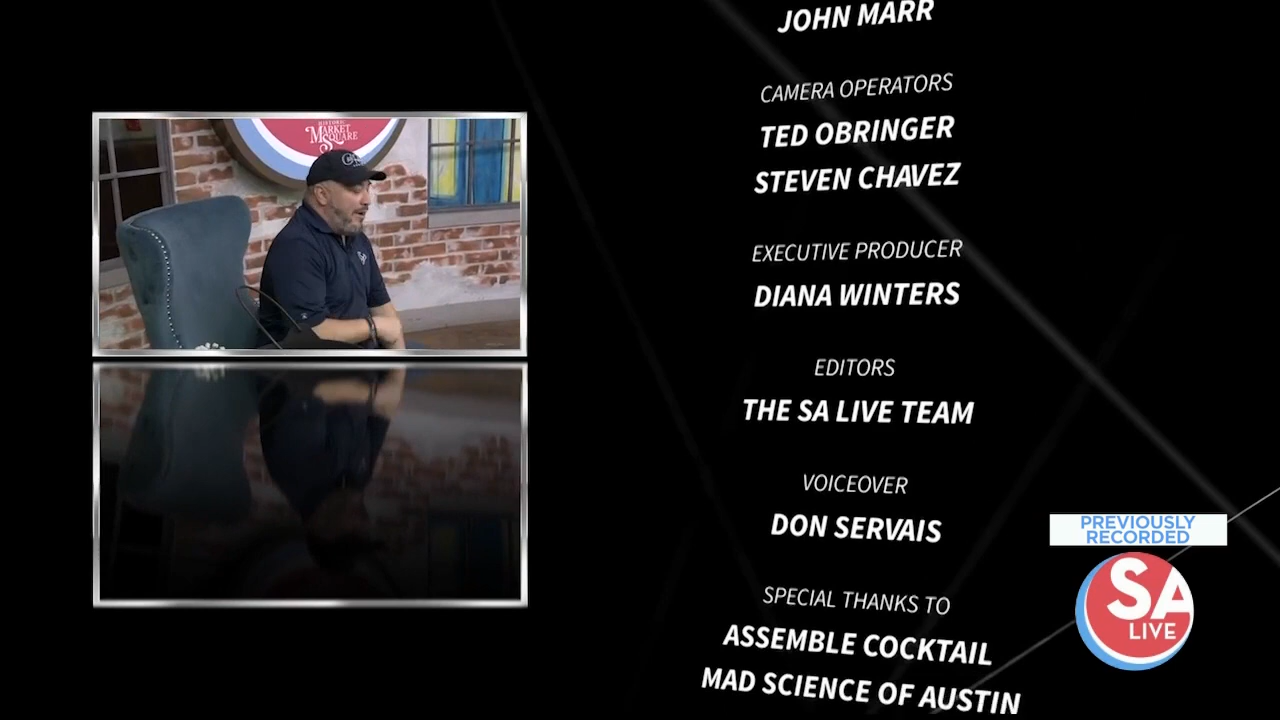 HISTORIC
MARKET
SQUARE
JOHN MARR
CAMERA OPERATORS
TED OBRINGER
STEVEN CHAVEZ
EXECUTIVE PRODUCER
DIANA WINTERS
EDITORS
THE SA LIVE TEAM
VOICEOVER
DON SERVAIS
SPECIAL THANKS TO
ASSEMBLE COCKTAIL
MAD SCIENCE OF AUSTIN
PREVIOUSLY
RECORDED
SA
LIVE